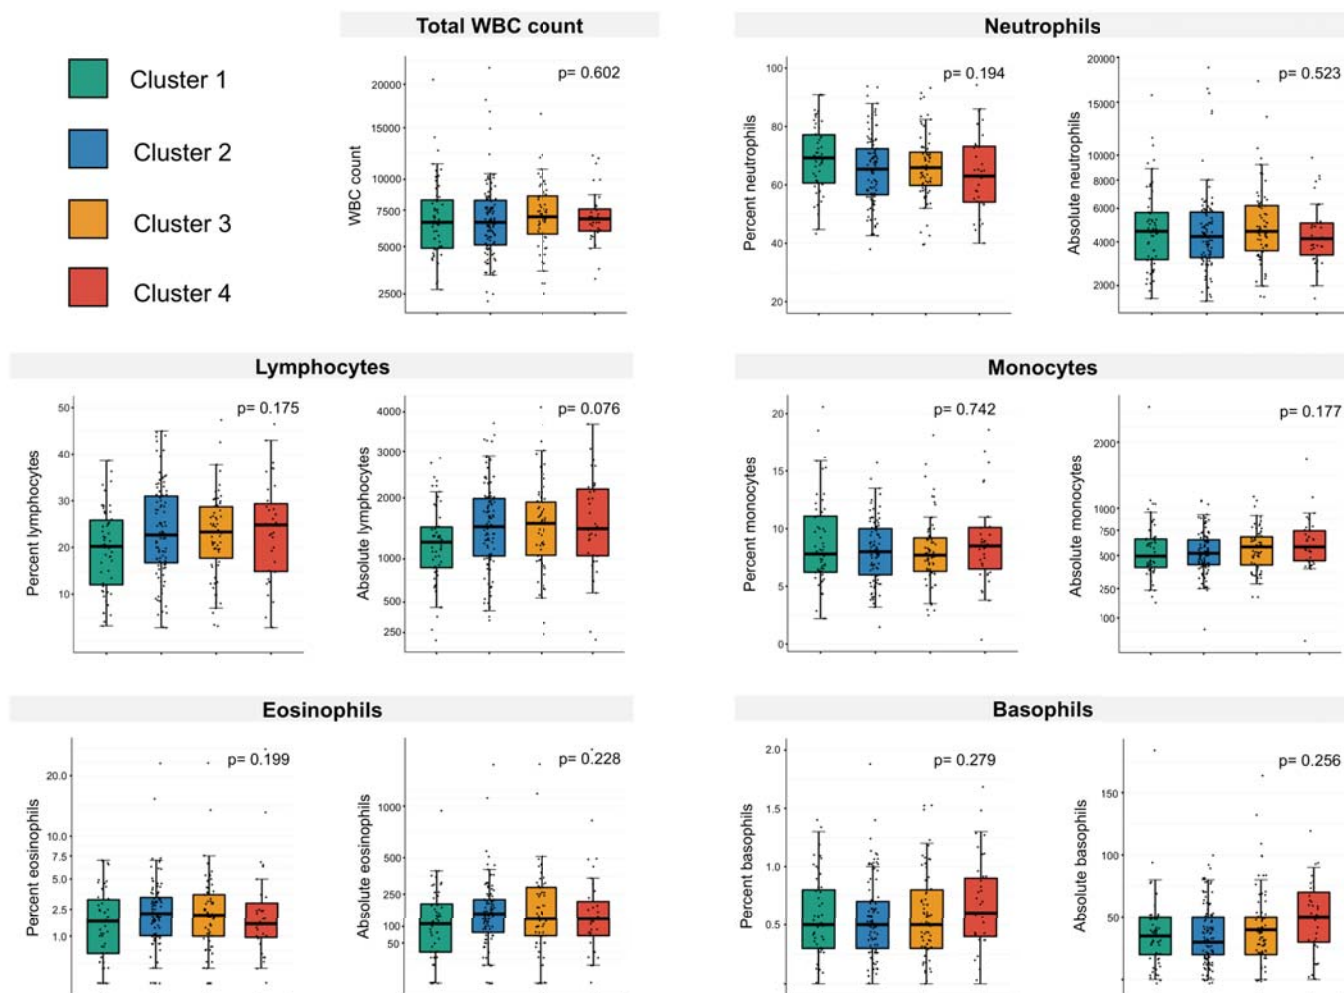 Cluster 1
Cluster 2
Cluster 3
Cluster 4
Total WBC count
p= 0.602
WBC count
20000
15000
10000
7500
5000
2500
Neutrophils
p= 0.194
Percent neutrophils
100
80
60
40
20
p= 0.523
Absolute neutrophils
20000
15000
10000
8000
6000
4000
2000
Lymphocytes
p= 0.175
Percent lymphocytes
50
40
30
20
10
p= 0.076
Absolute lymphocytes
4000
3000
2000
1000
500
250
Monocytes
p= 0.742
Percent monocytes
20
15
10
5
0
p= 0.177
Absolute monocytes
2000
1000
500
250
100
Eosinophils
p= 0.199
Percent eosinophils
20.0
10.0
7.5
5.0
2.5
1.0
p= 0.228
Absolute eosinophils
1000
500
250
100
50
Basophils
p= 0.279
Percent basophils
2.0
1.5
1.0
0.5
p= 0.256
Absolute basophils
150
100
50